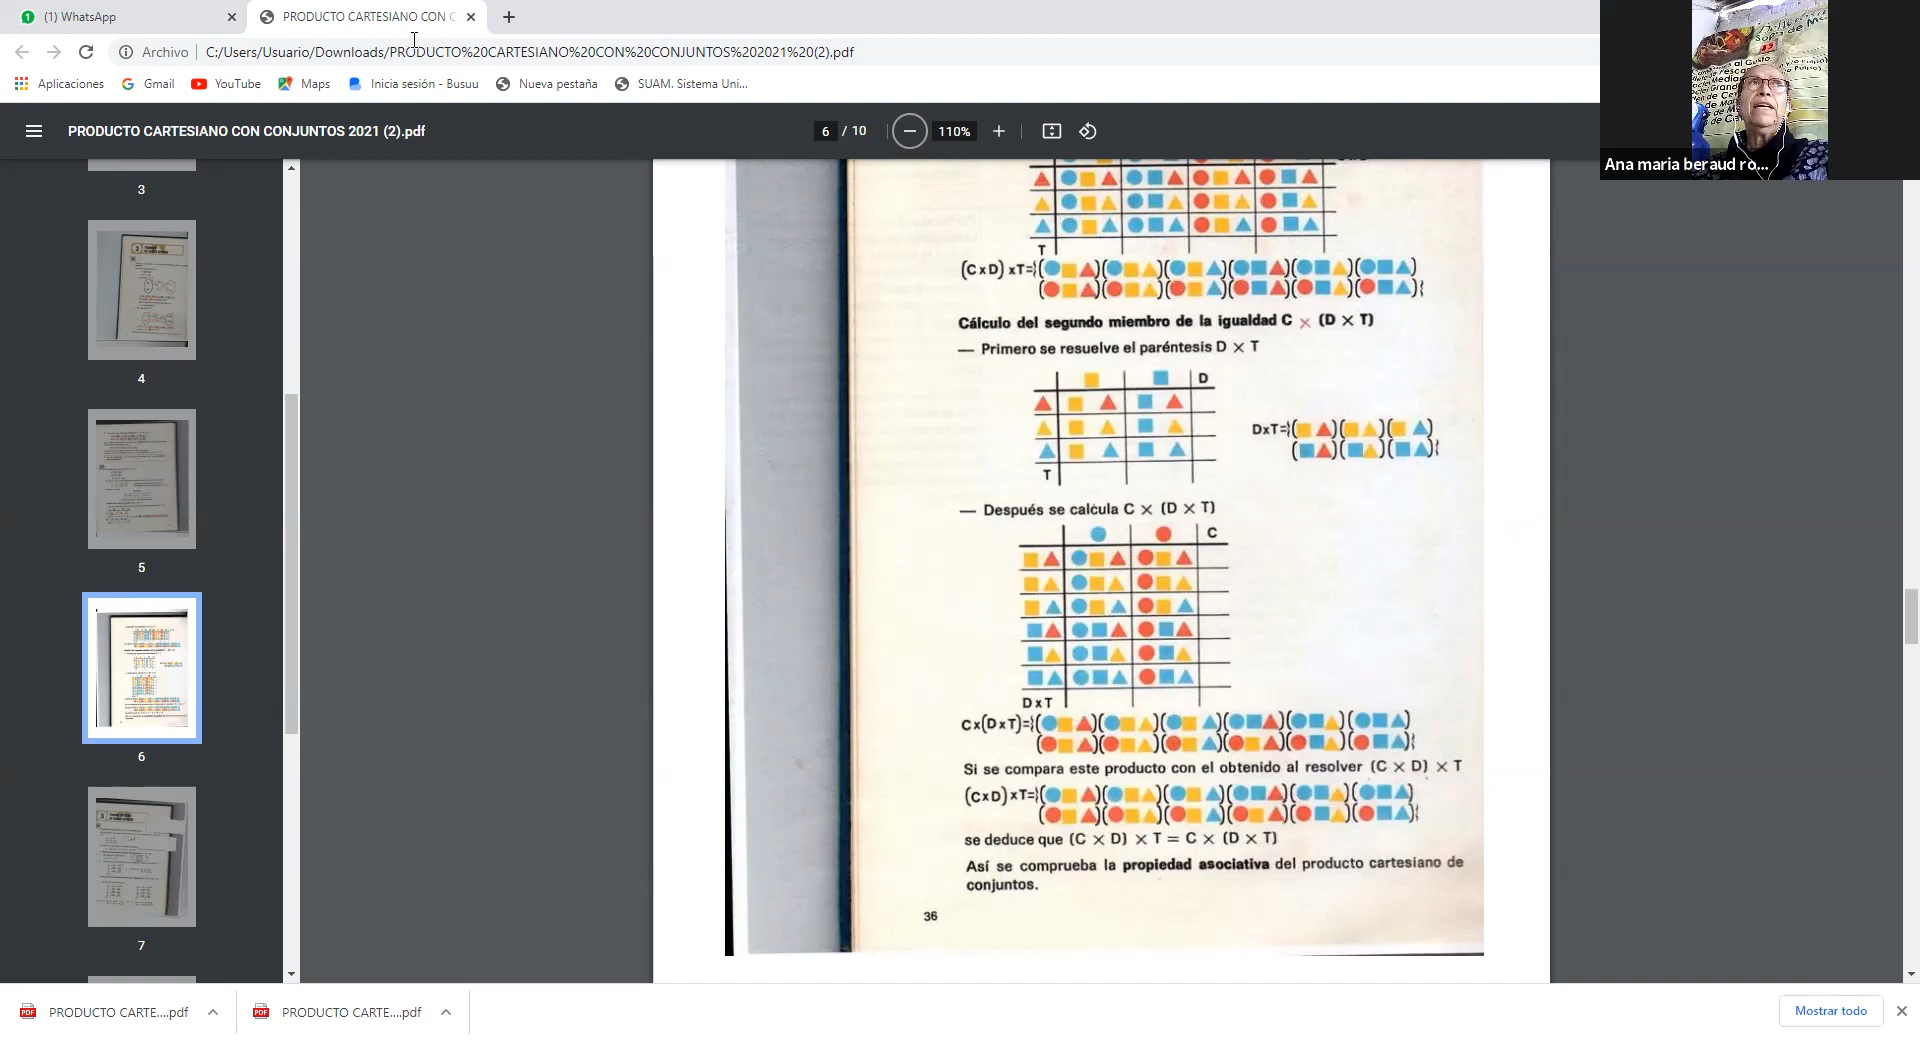 (1) WhatsApp
PRODUCTO CARTESIANO CON C
Archivo
C:/Users/Usuario/Downloads/PRODUCTO%20CARTESIANO%20CON%20CONJUNTOS%202021%20(2).pdf
Aplicaciones
Gmail
YouTube
Maps
Inicia sesión - Busuu
Nueva pestaña
SUAM. Sistema Uni...
PRODUCTO CARTESIANO CON CONJUNTOS 2021 (2).pdf
6 / 10
110%
Ana maria beraud ro...
3
4
5
6
7
T
(C x D) x T={
Cálculo del segundo miembro de la igualdad C × (D × T)
— Primero se resuelve el paréntesis D × T
D
T
DxT={
— Después se calcula C × (D × T)
C
D x T
C x (D x T)={
Si se compara este producto con el obtenido al resolver (C × D) × T
(C x D) x T={
se deduce que (C × D) × T = C × (D × T)
Así se comprueba la propiedad asociativa del producto cartesiano de
conjuntos.
36
PRODUCTO CARTE....pdf
PRODUCTO CARTE....pdf
Mostrar todo